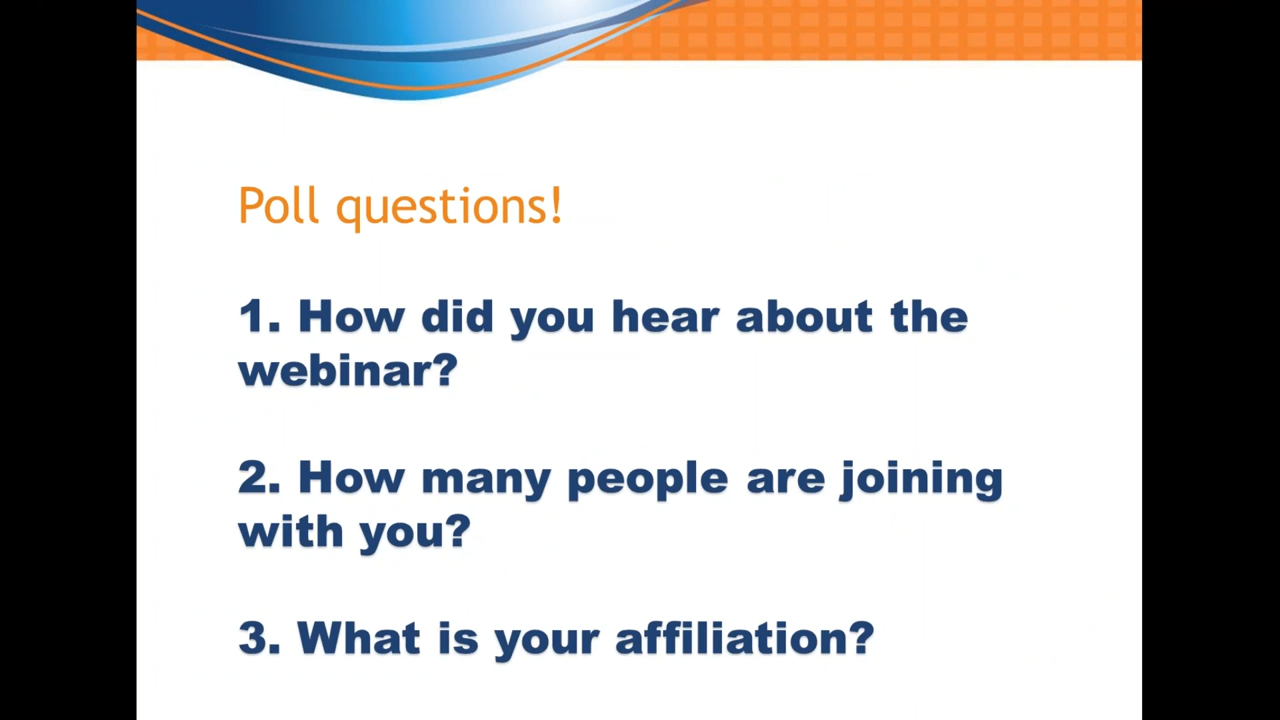 Poll questions!
1. How did you hear about the
webinar?
2. How many people are joining
with you?
3. What is your affiliation?